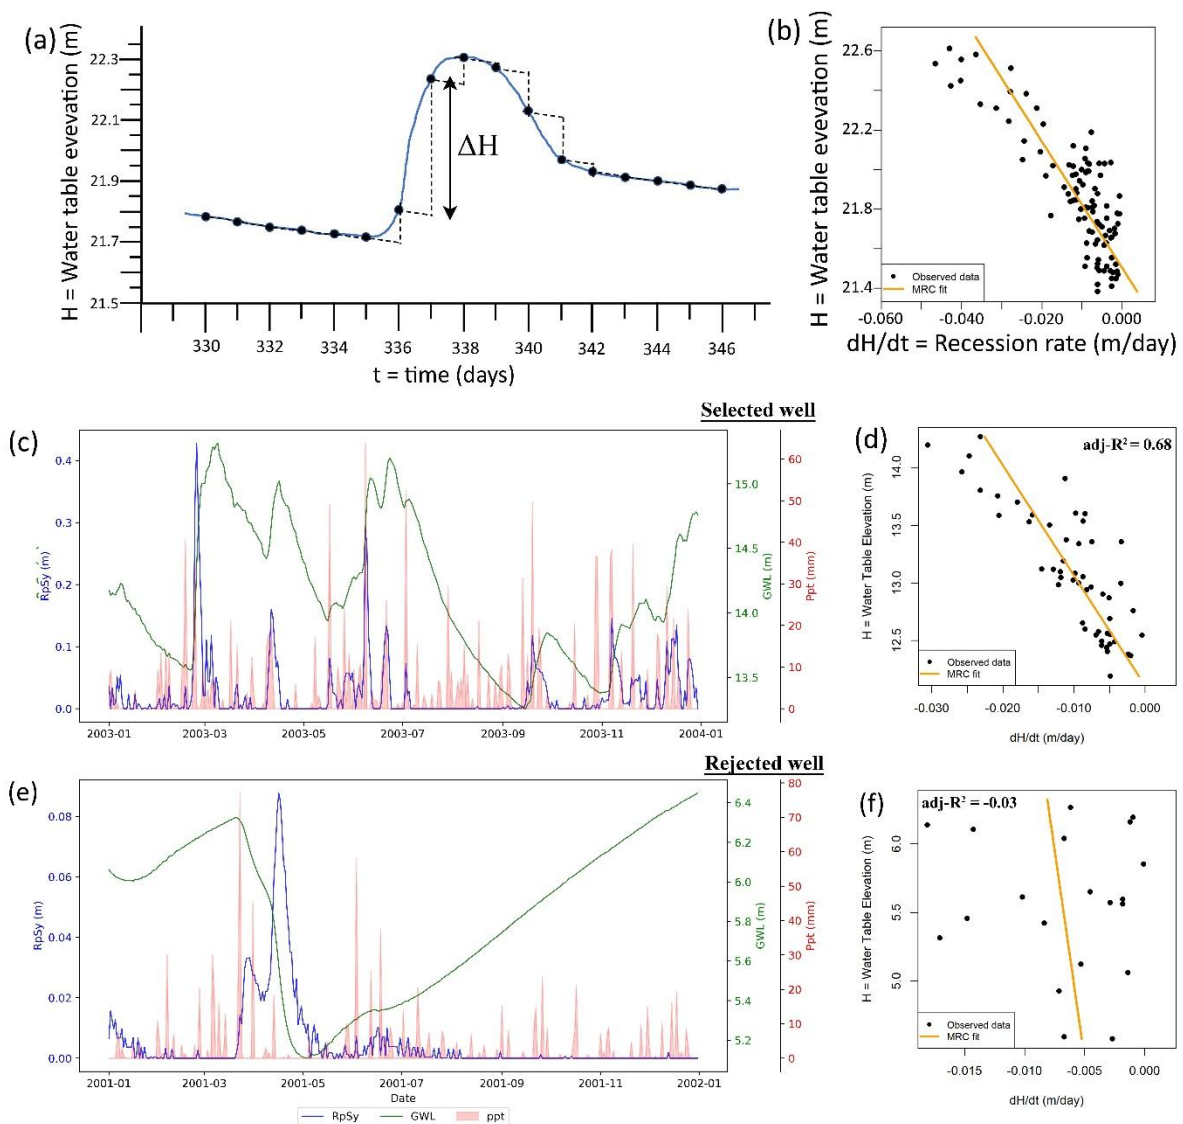 (a)
H = Water table evevation (m)
22.3
22.1
21.9
21.7
21.5
ΔH
330 332 334 336 338 340 342 344 346
t = time (days)
(b)
H = Water table evevation (m)
22.6
22.2
21.8
21.4
Observed data
MRC fit
-0.060 -0.040 -0.020 0.000
dH/dt = Recession rate (m/day)
Selected well
(c)
RpSy (m)
0.4
0.3
0.2
0.1
0.0
GWL (m)
15.0
14.5
14.0
13.5
Ppt (mm)
60
50
40
30
20
10
0
2003-01 2003-03 2003-05 2003-07 2003-09 2003-11 2004-01
(d)
adj-R² = 0.68
H = Water Table Elevation (m)
14.0
13.5
13.0
12.5
Observed data
MRC fit
-0.030 -0.020 -0.010 0.000
dH/dt (m/day)
Rejected well
(e)
RpSy (m)
0.08
0.06
0.04
0.02
0.00
GWL (m)
6.4
6.2
6.0
5.8
5.6
5.4
5.2
Ppt (mm)
80
70
60
50
40
30
20
10
0
2001-01 2001-03 2001-05 2001-07 2001-09 2001-11 2002-01
Date
RpSy GWL ppt
(f)
adj-R² = -0.03
H = Water Table Elevation (m)
6.0
5.5
5.0
Observed data
MRC fit
-0.015 -0.010 -0.005 0.000
dH/dt (m/day)